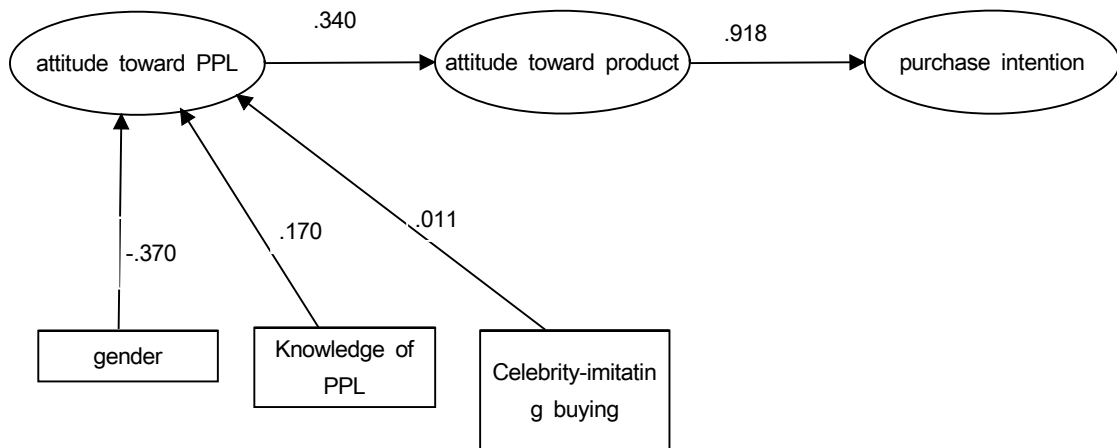 .340
.918
attitude toward PPL
attitude toward product
purchase intention
-.370
.170
.011
gender
Knowledge of
PPL
Celebrity-imitatin
g buying